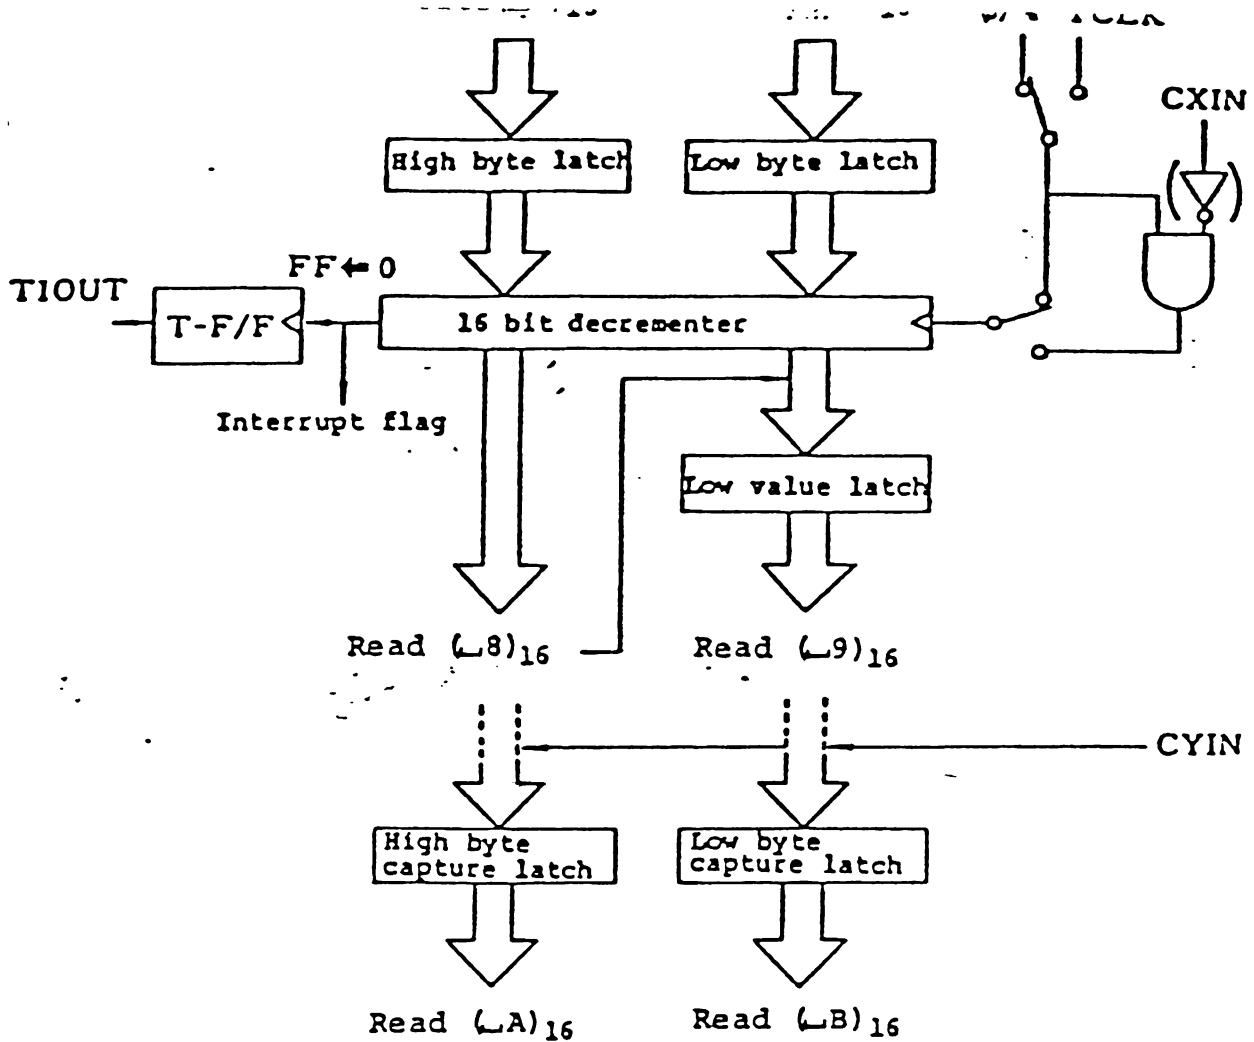 CXIN
High byte latch
Low byte latch
FF←0
TIOUT
T-F/F
16 bit decrementer
Interrupt flag
Low value latch
Read (⌴8)16
Read (⌴9)16
CYIN
High byte
capture latch
Low byte
capture latch
Read (⌴A)16
Read (⌴B)16